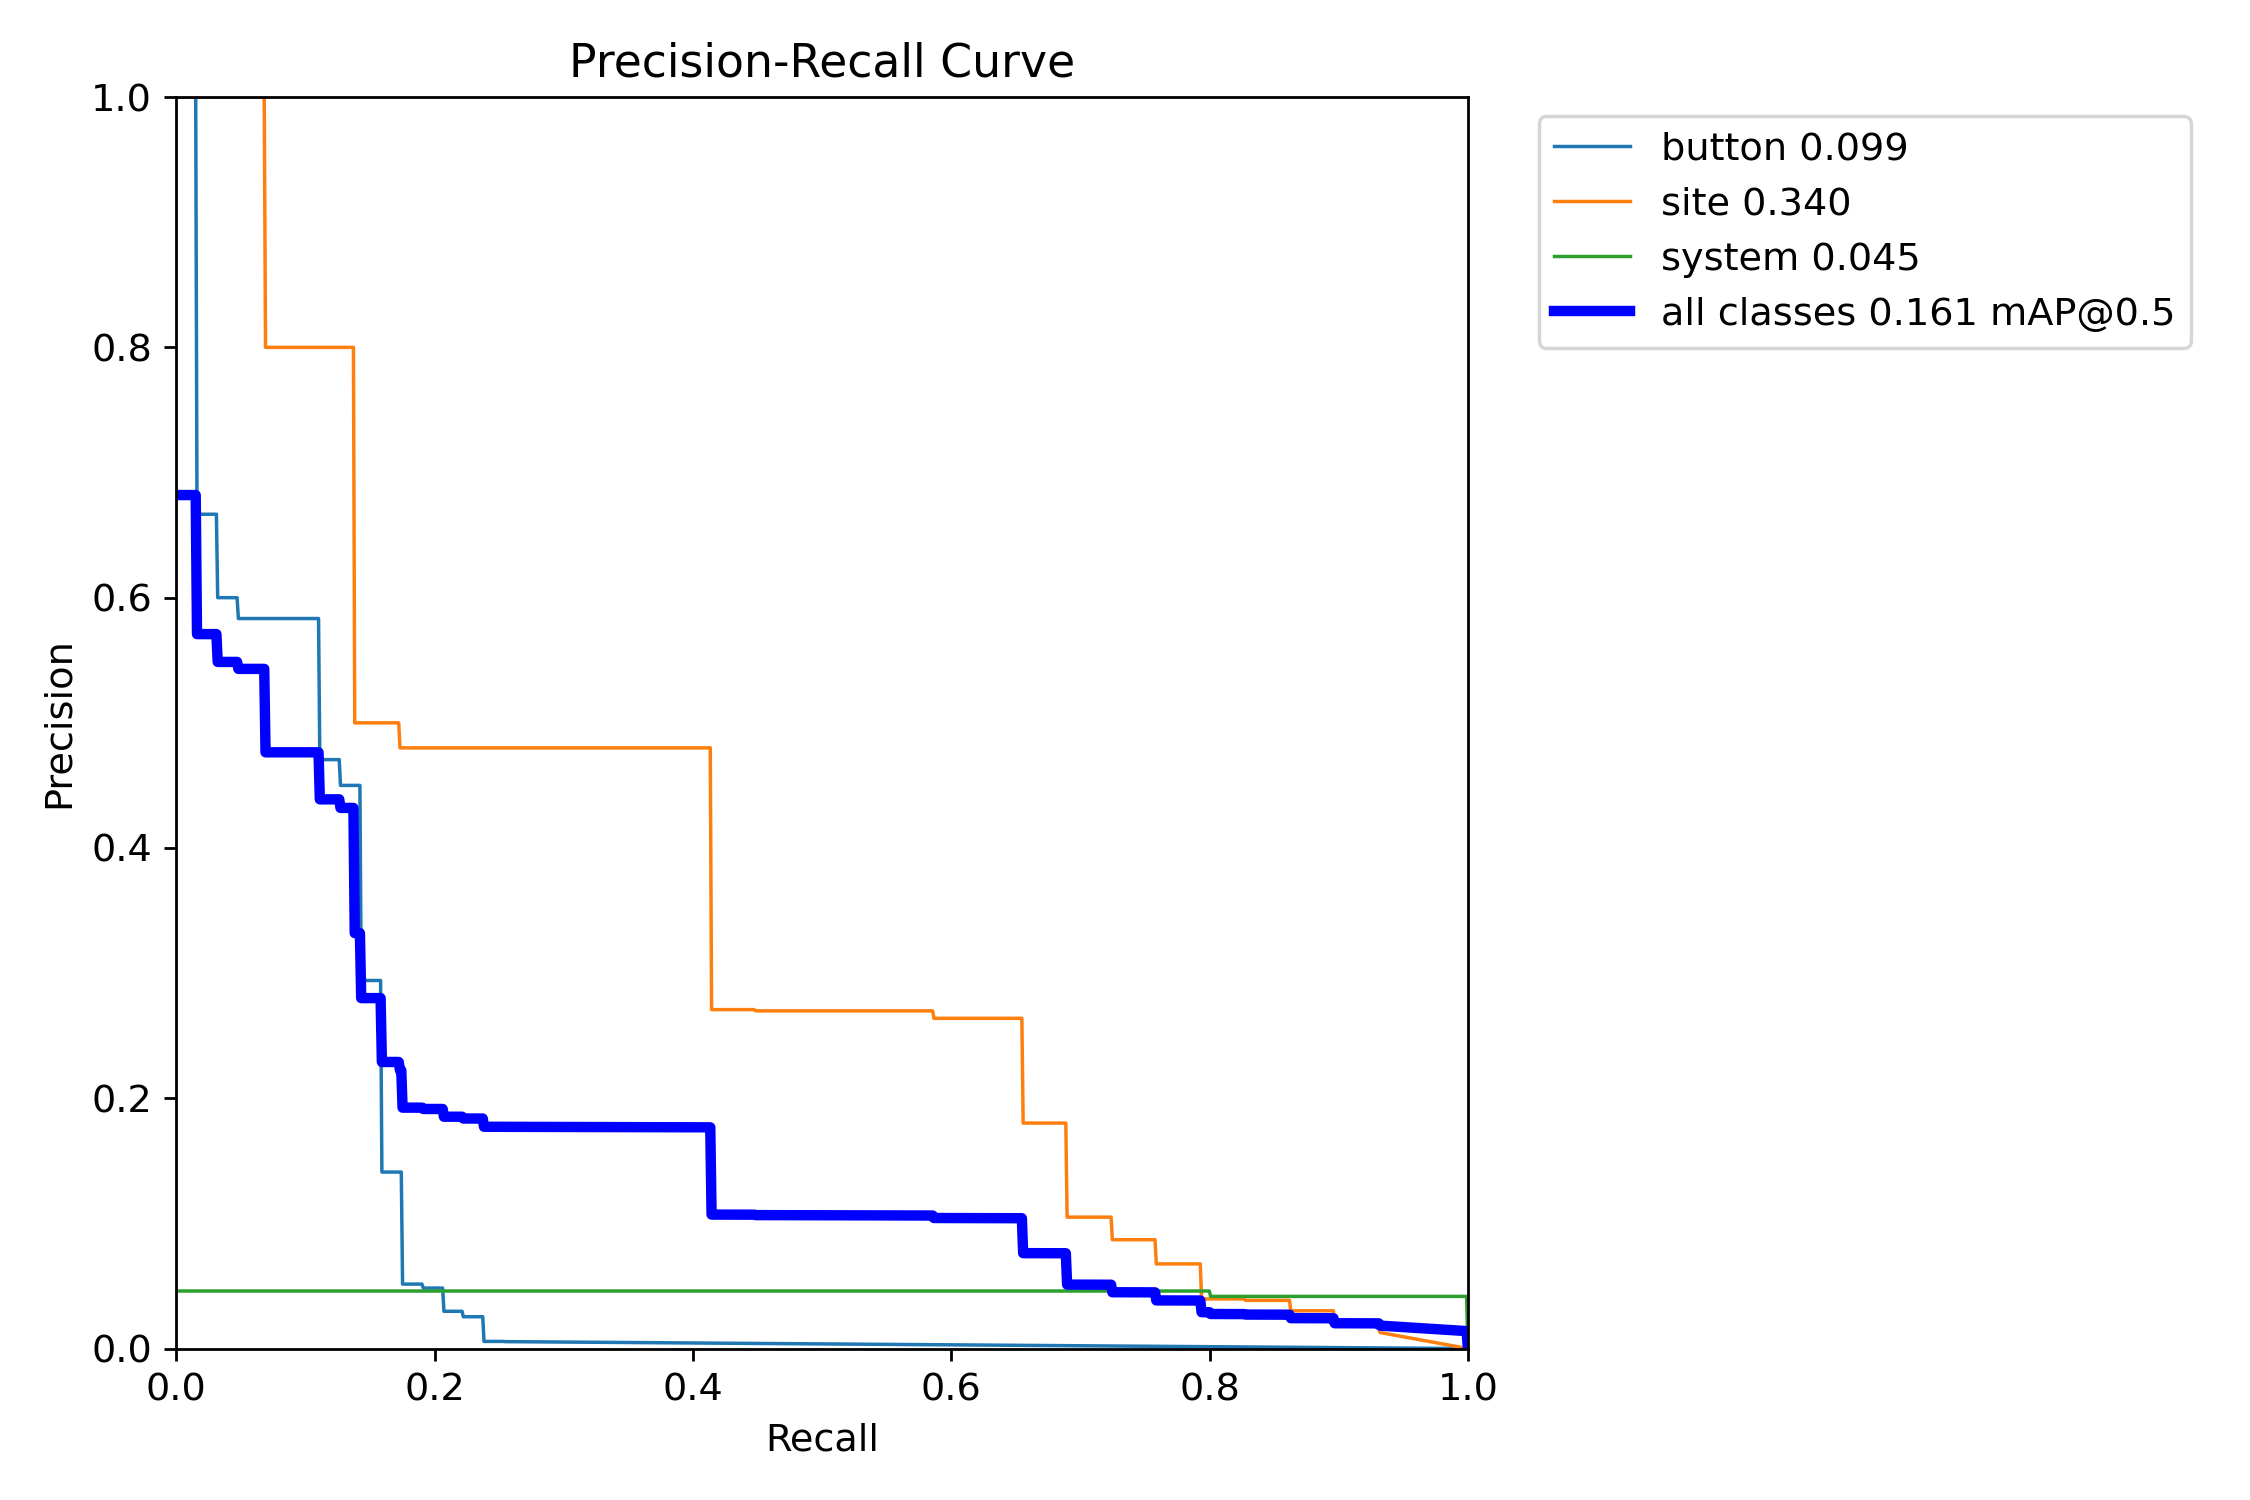 Precision-Recall Curve
1.0
0.8
0.6
0.4
0.2
0.0
Precision
0.0 0.2 0.4 0.6 0.8 1.0
Recall
button 0.099
site 0.340
system 0.045
all classes 0.161 mAP@0.5